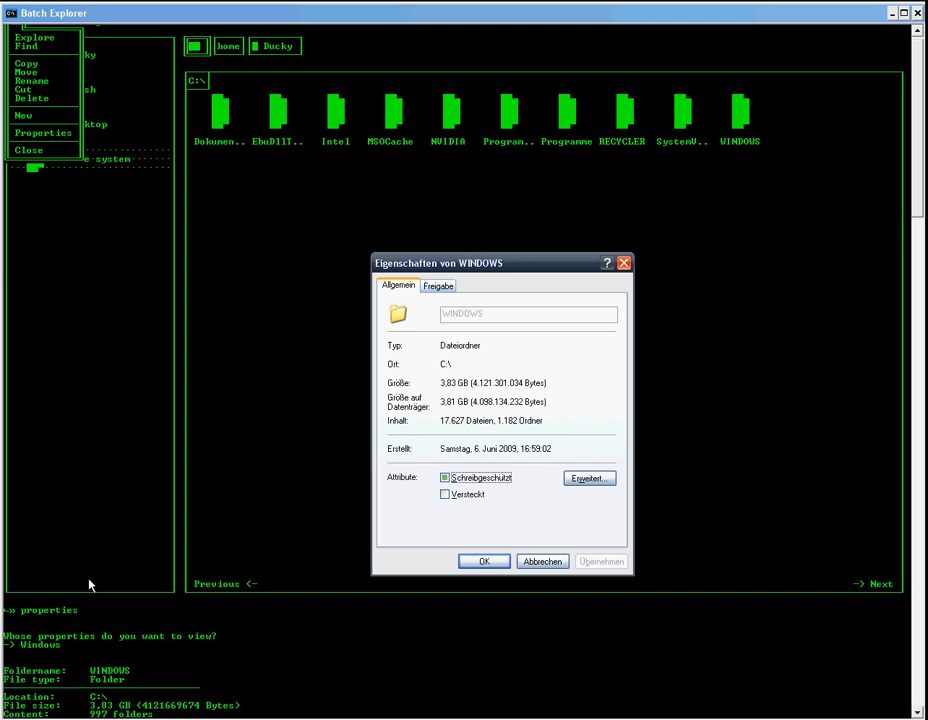 Batch Explorer
Explore
Find
Copy
Move
Rename
Cut
Delete
New
Properties
Close
ky
sh
ktop
e system
home
Ducky
C:\
Dokumen.. EbuDllT.. Intel MSOCache NVIDIA Program.. Programme RECYCLER SystemV.. WINDOWS
Eigenschaften von WINDOWS
Allgemein Freigabe
WINDOWS
Typ: Dateiordner
Ort: C:\
Größe: 3,83 GB (4.121.301.034 Bytes)
Größe auf
Datenträger: 3,81 GB (4.098.134.232 Bytes)
Inhalt: 17.627 Dateien, 1.182 Ordner
Erstellt: Samstag, 6. Juni 2009, 16:59:02
Attribute: Schreibgeschützt Erweitert...
Versteckt
OK Abbrechen Übernehmen
Previous <- -> Next
properties
Whose properties do you want to view?
-> Windows
Foldername: WINDOWS
File type: Folder
Location: C:\
File size: 3,83 GB (4121669674 Bytes)
Content: 997 folders